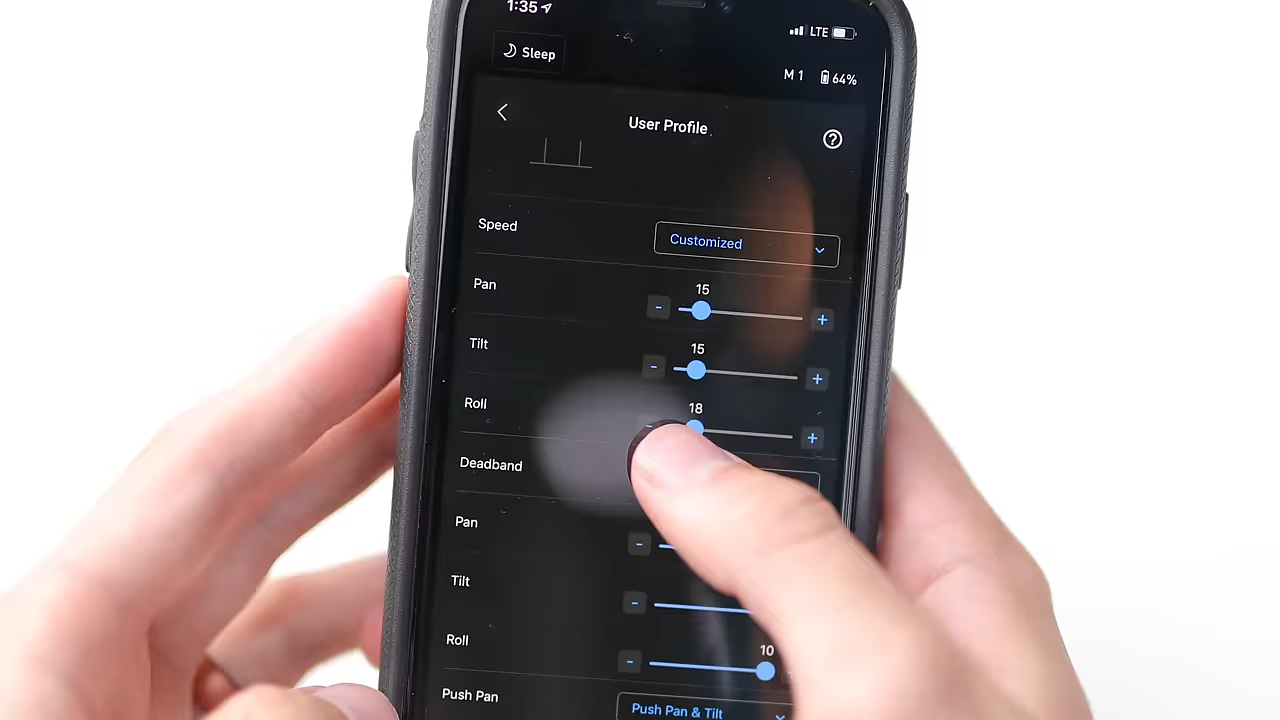 1:35
LTE
Sleep
M 1 64%
User Profile
?
Speed Customized
Pan 15
- +
Tilt 15
- +
Roll 18
- +
Deadband
Pan -
Tilt -
Roll 10
-
Push Pan Push Pan & Tilt